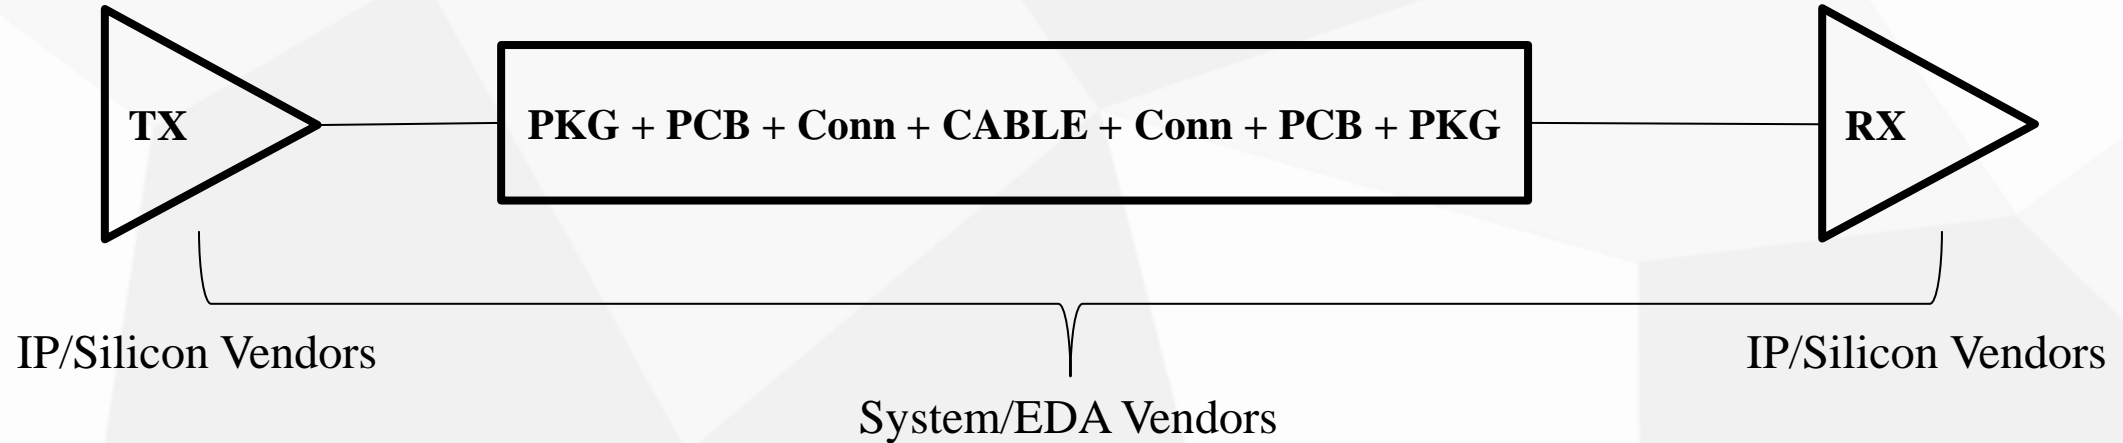 TX
PKG + PCB + Conn + CABLE + Conn + PCB + PKG
RX
IP/Silicon Vendors
IP/Silicon Vendors
System/EDA Vendors